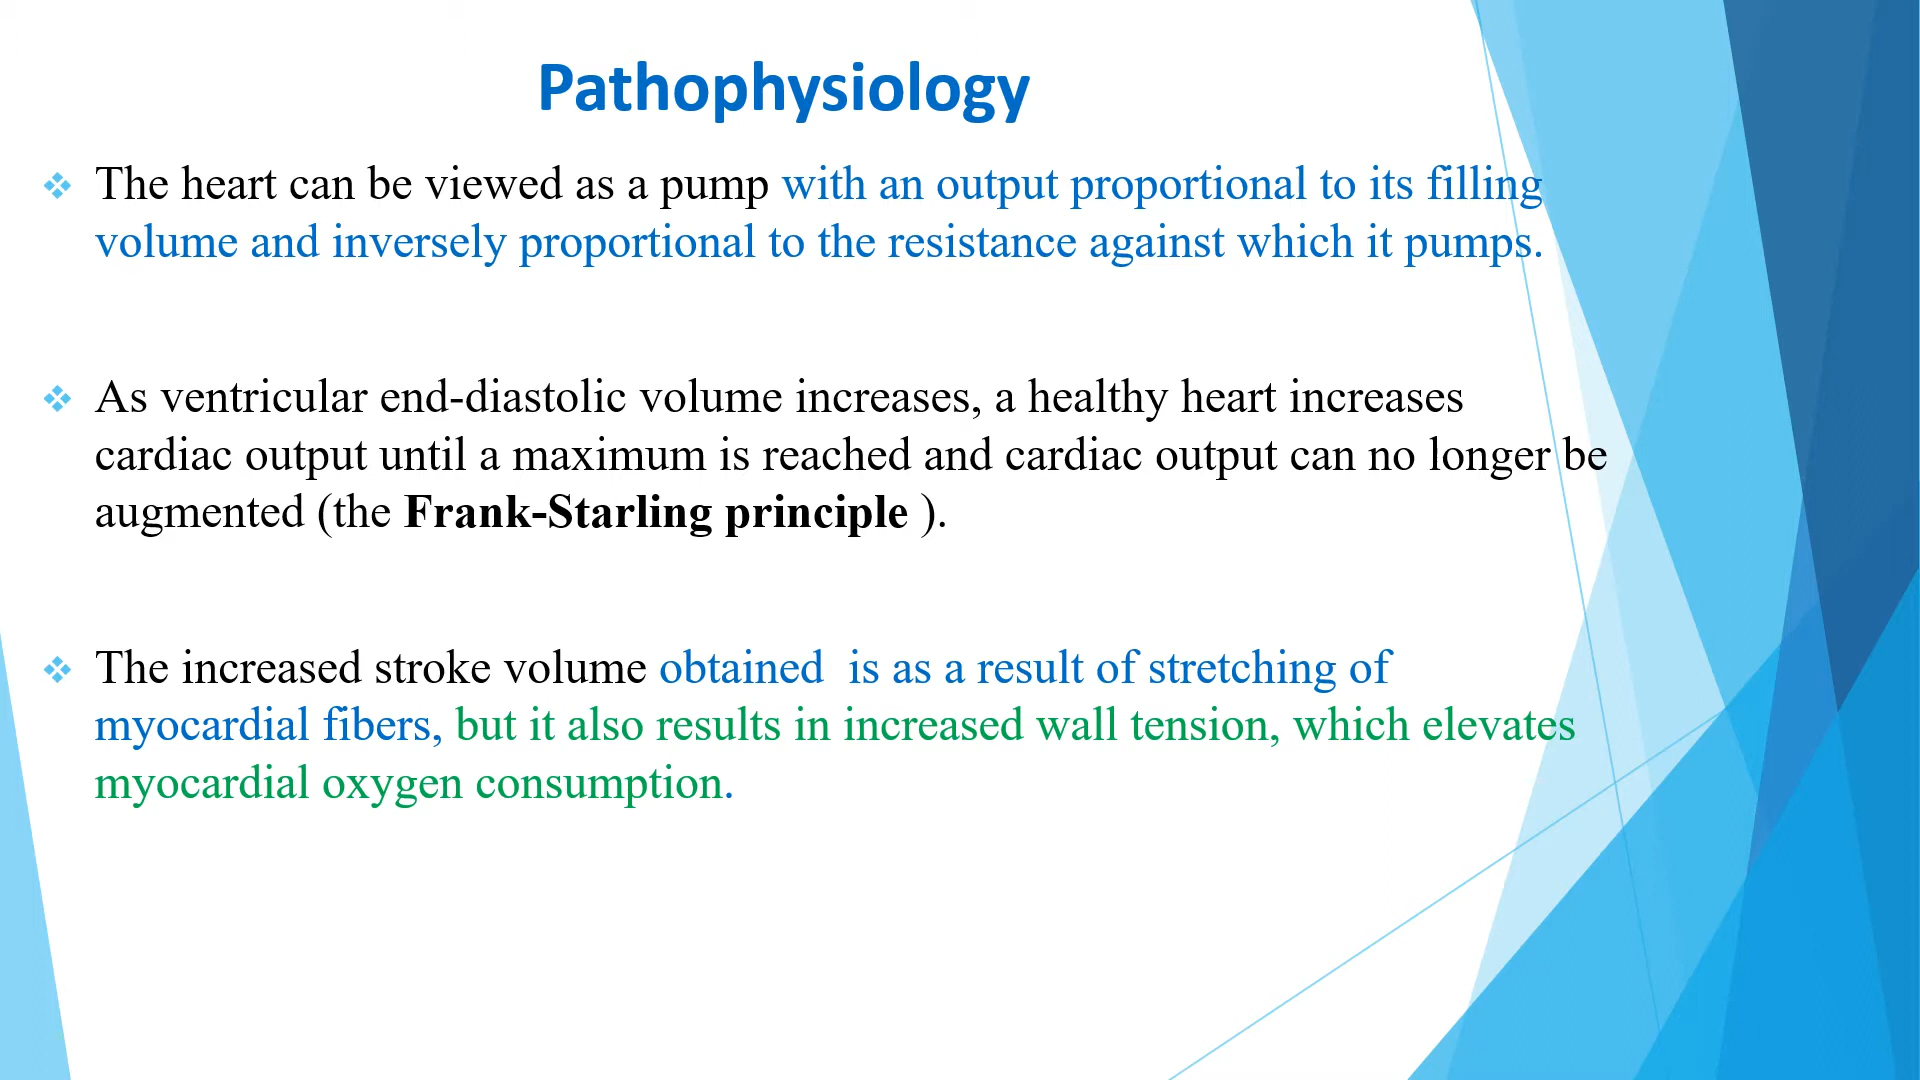 Pathophysiology
❖ The heart can be viewed as a pump with an output proportional to its filling
volume and inversely proportional to the resistance against which it pumps.
❖ As ventricular end-diastolic volume increases, a healthy heart increases
cardiac output until a maximum is reached and cardiac output can no longer be
augmented (the Frank-Starling principle ).
❖ The increased stroke volume obtained  is as a result of stretching of
myocardial fibers, but it also results in increased wall tension, which elevates
myocardial oxygen consumption.